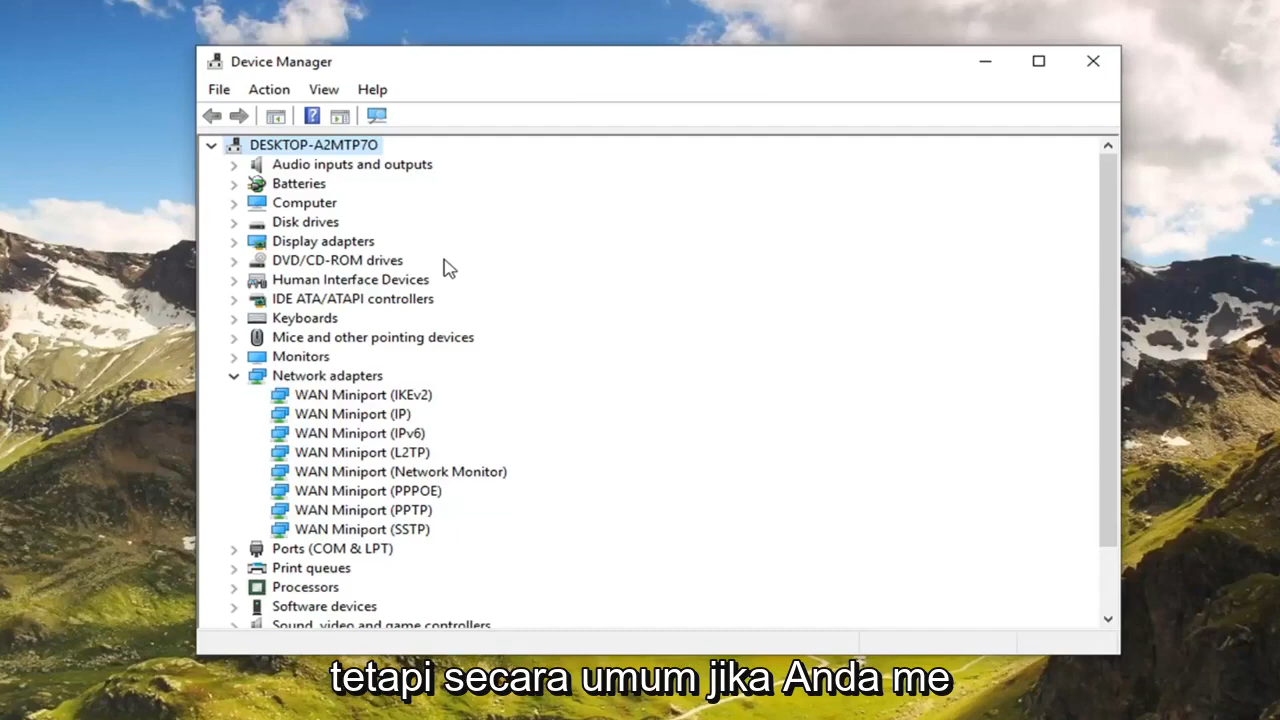 Device Manager
File Action View Help
DESKTOP-A2MTP7O
Audio inputs and outputs
Batteries
Computer
Disk drives
Display adapters
DVD/CD-ROM drives
Human Interface Devices
IDE ATA/ATAPI controllers
Keyboards
Mice and other pointing devices
Monitors
Network adapters
WAN Miniport (IKEv2)
WAN Miniport (IP)
WAN Miniport (IPv6)
WAN Miniport (L2TP)
WAN Miniport (Network Monitor)
WAN Miniport (PPPOE)
WAN Miniport (PPTP)
WAN Miniport (SSTP)
Ports (COM & LPT)
Print queues
Processors
Software devices
Sound, video and game controllers
tetapi secara umum jika Anda me